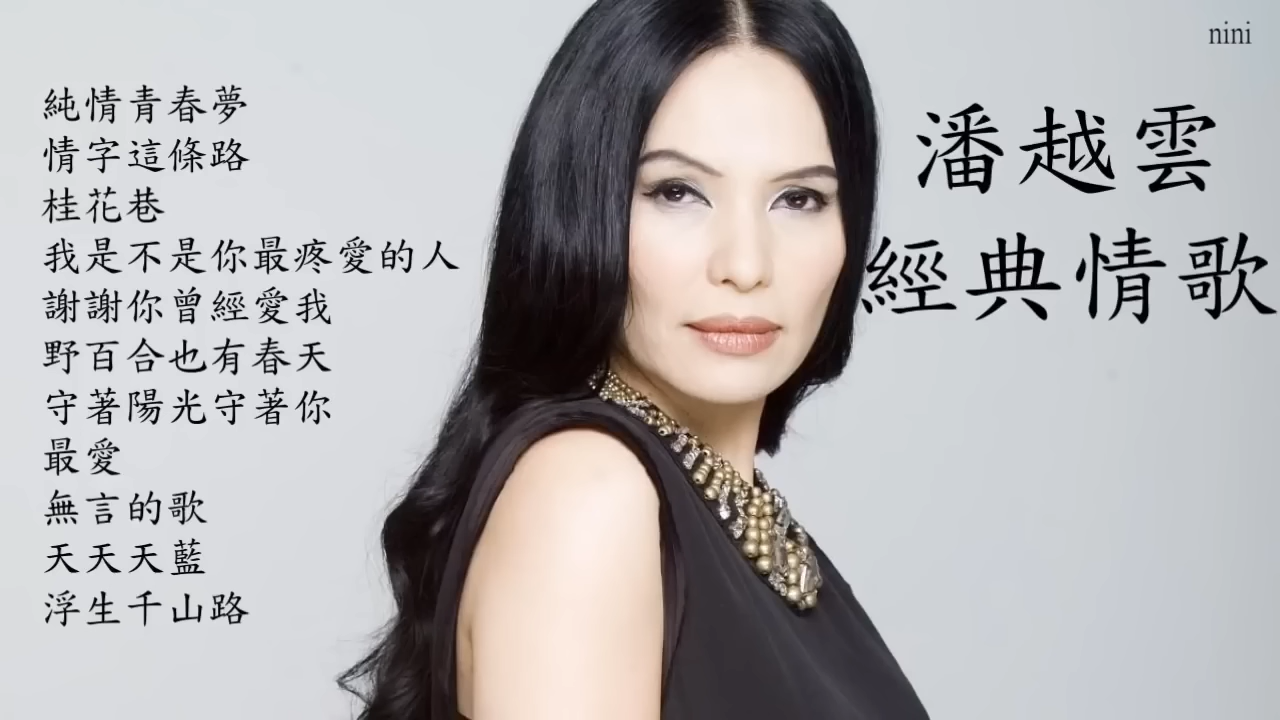 純情青春夢
情字這條路
桂花巷
我是不是你最疼愛的人
謝謝你曾經愛我
野百合也有春天
守著陽光守著你
最愛
無言的歌
天天天藍
浮生千山路
nini
潘越雲
經典情歌